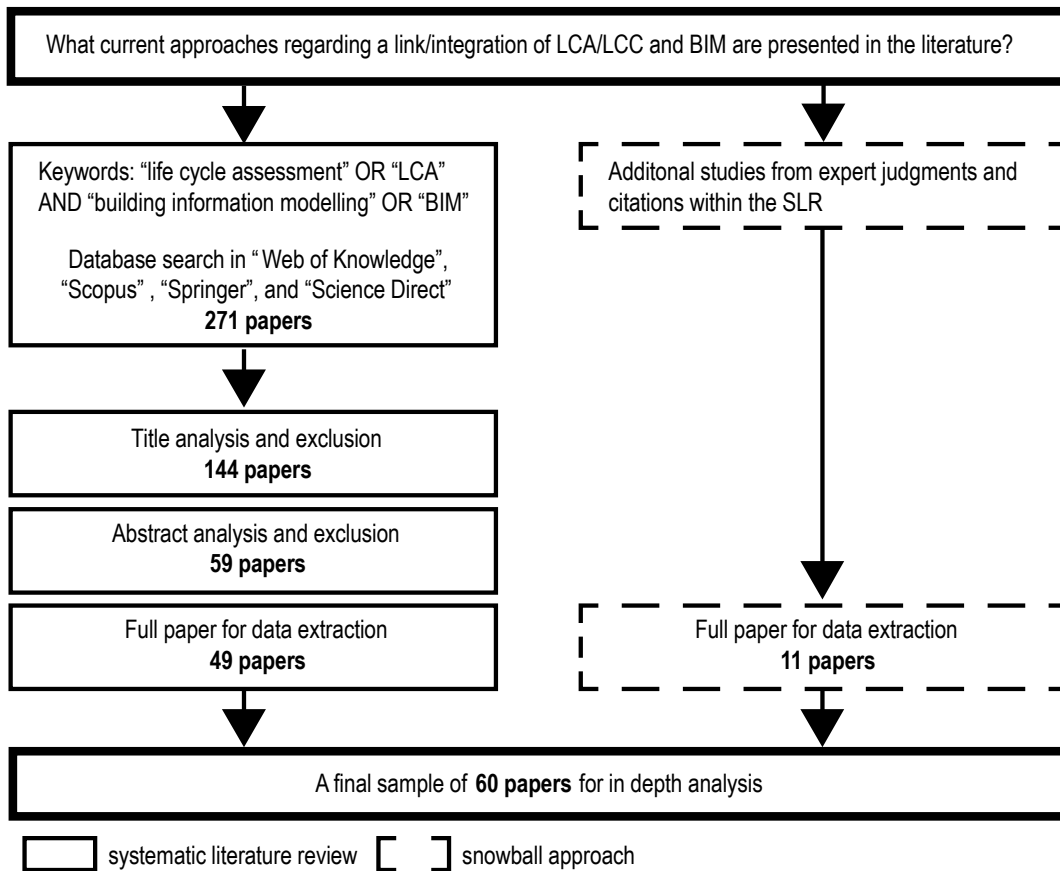 What current approaches regarding a link/integration of LCA/LCC and BIM are presented in the literature?
Keywords: “life cycle assessment” OR “LCA”
AND “building information modelling” OR “BIM”
Database search in “ Web of Knowledge”,
“Scopus” , “Springer”, and “Science Direct”
271 papers
Additonal studies from expert judgments and
citations within the SLR
Title analysis and exclusion
144 papers
Abstract analysis and exclusion
59 papers
Full paper for data extraction
49 papers
Full paper for data extraction
11 papers
A final sample of 60 papers for in depth analysis
systematic literature review
snowball approach